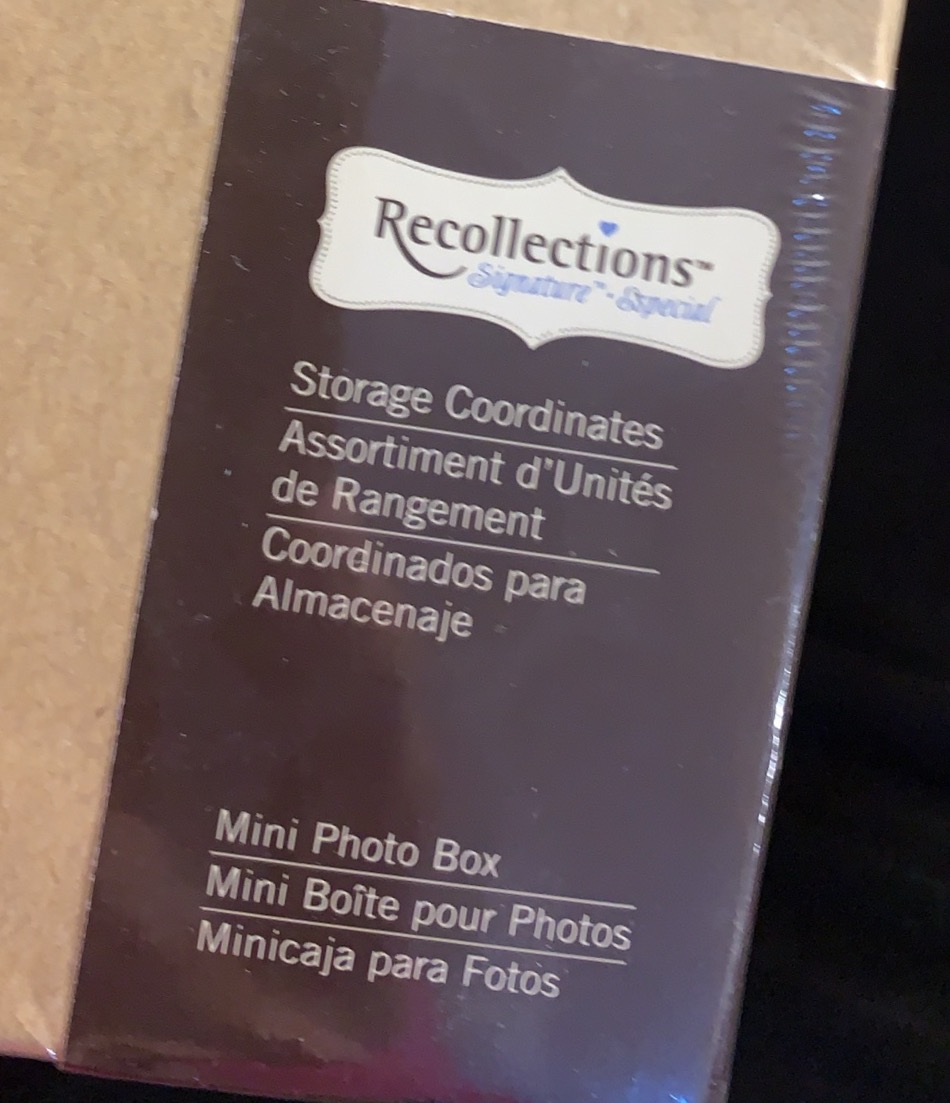 Recollections™
Signature™-Especial
Storage Coordinates
Assortiment d'Unités
de Rangement
Coordinados para
Almacenaje
Mini Photo Box
Mini Boîte pour Photos
Minicaja para Fotos